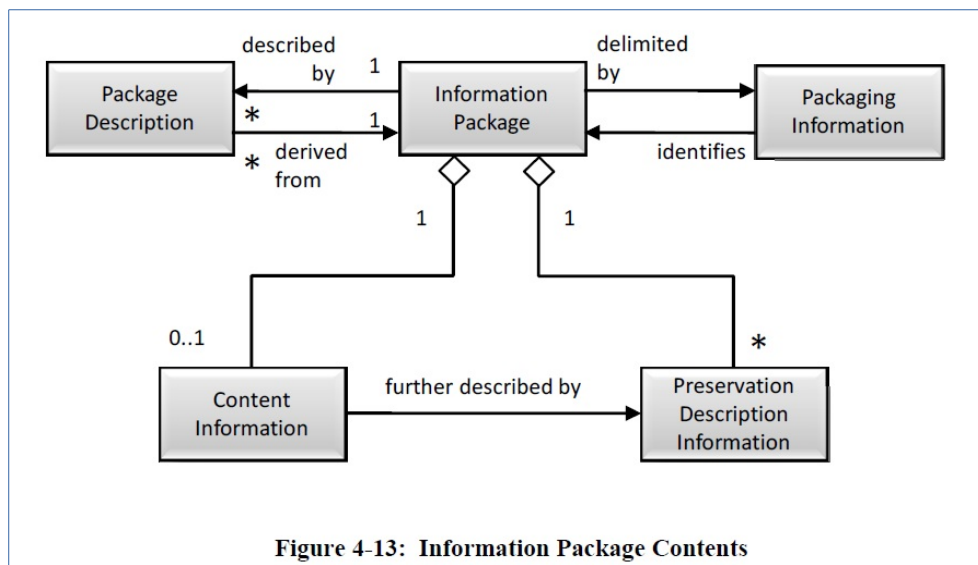 described
by
1
delimited
by
Package
Description
Information
Package
Packaging
Information
*
1
*
derived
from
identifies
1
1
0..1
*
Content
Information
further described by
Preservation
Description
Information
Figure 4-13: Information Package Contents